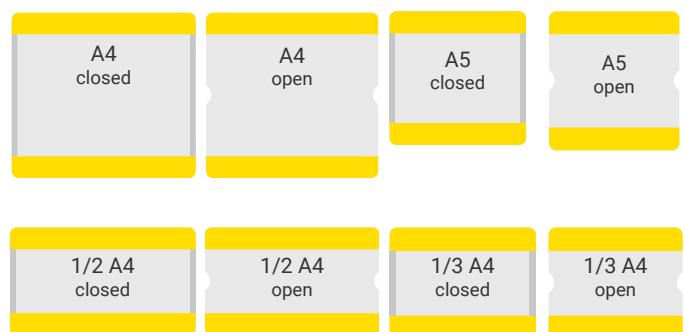 A4
closed
A4
open
A5
closed
A5
open
1/2 A4
closed
1/2 A4
open
1/3 A4
closed
1/3 A4
open